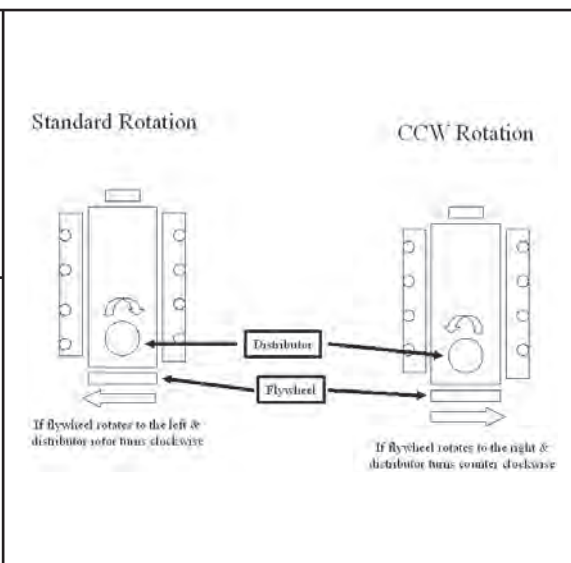 Standard Rotation
CCW Rotation
Distributor
Flywheel
If flywheel rotates to the left &
distributor rotor turns clockwise
If flywheel rotates to the right &
distributor turns counter clockwise